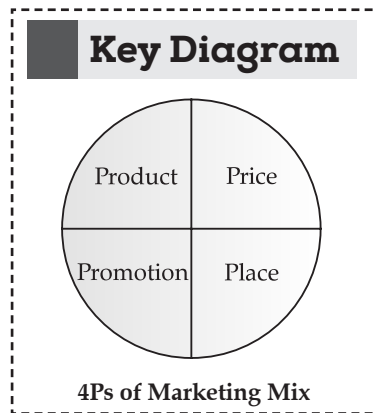 Key Diagram
Product Price
Promotion Place
4Ps of Marketing Mix